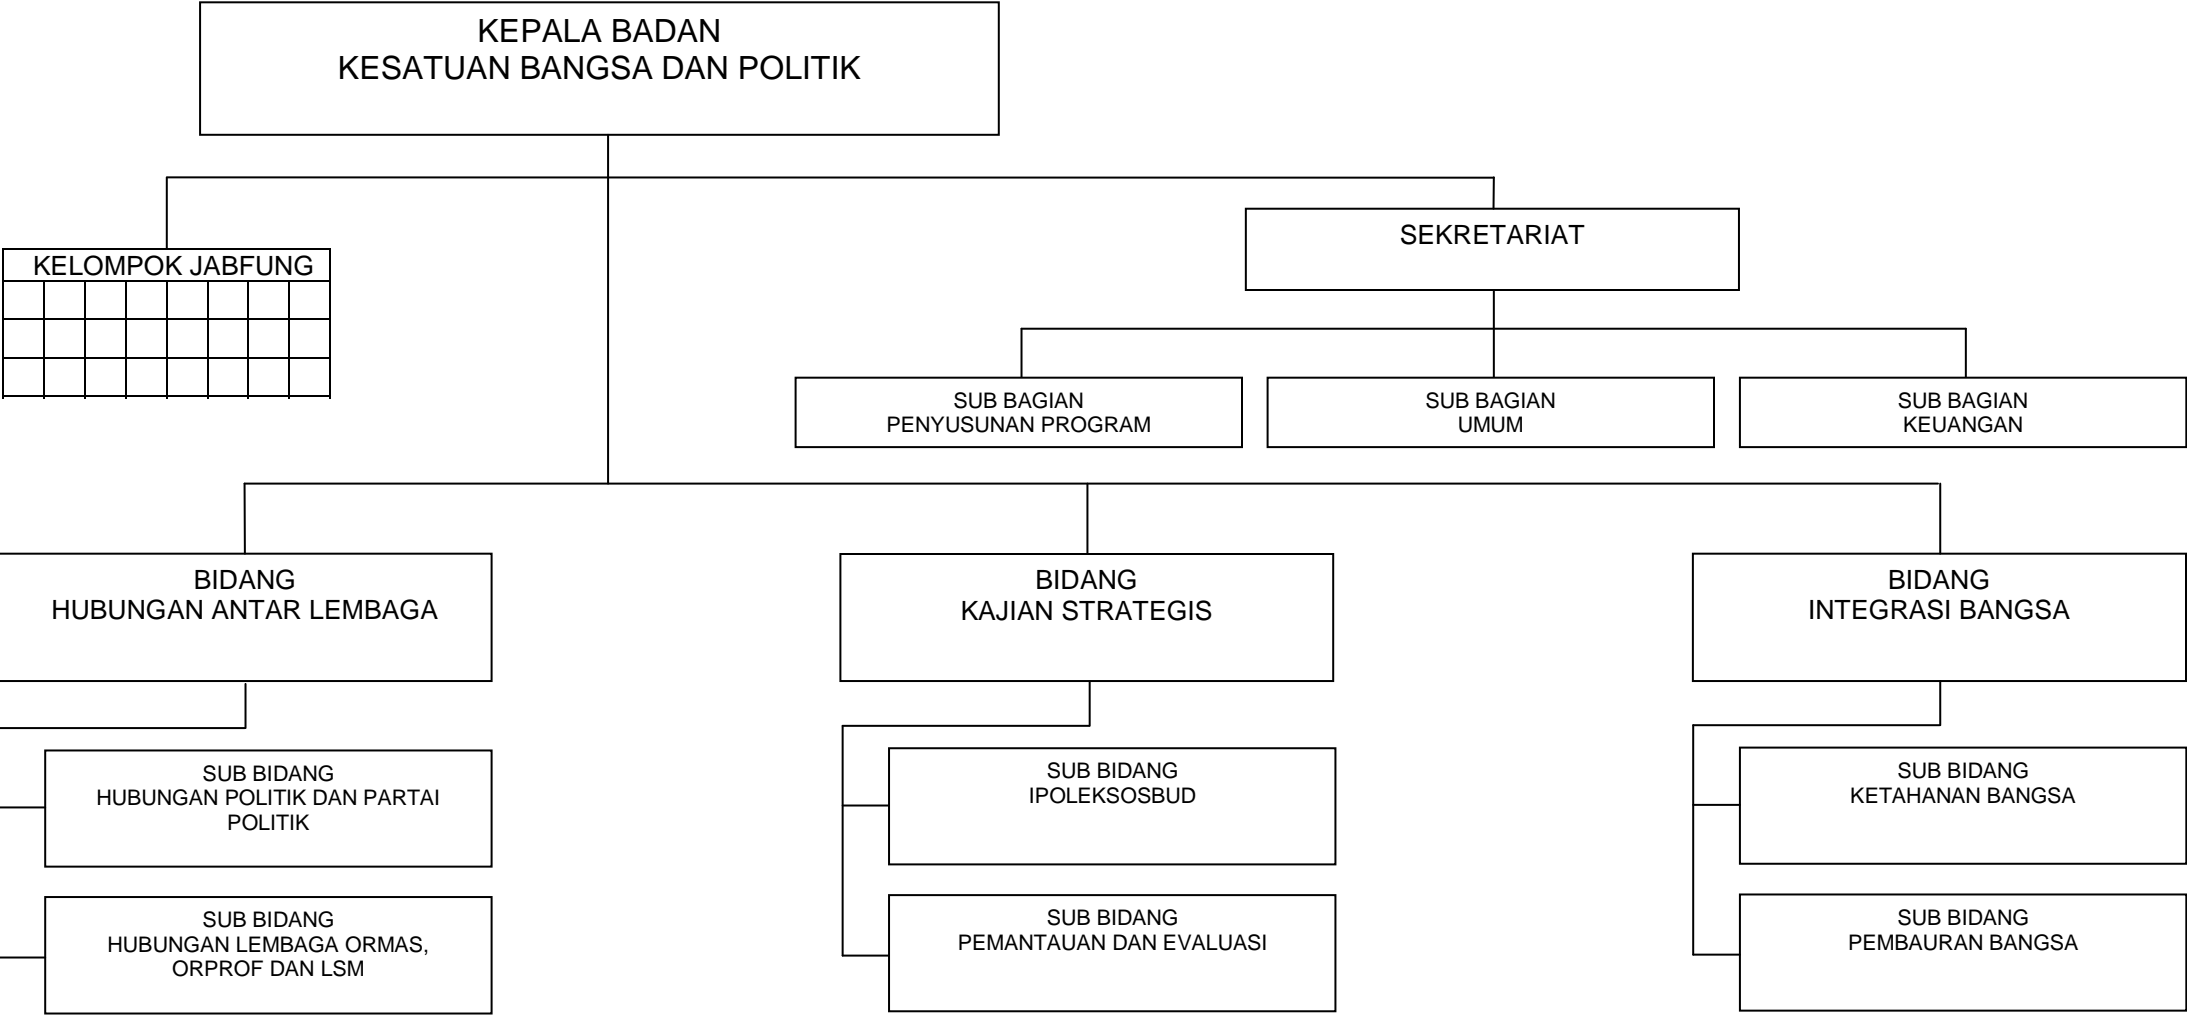 KEPALA BADAN
KESATUAN BANGSA DAN POLITIK
SEKRETARIAT
KELOMPOK JABFUNG
SUB BAGIAN
PENYUSUNAN PROGRAM
SUB BAGIAN
UMUM
SUB BAGIAN
KEUANGAN
BIDANG
HUBUNGAN ANTAR LEMBAGA
BIDANG
KAJIAN STRATEGIS
BIDANG
INTEGRASI BANGSA
SUB BIDANG
HUBUNGAN POLITIK DAN PARTAI
POLITIK
SUB BIDANG
IPOLEKSOSBUD
SUB BIDANG
KETAHANAN BANGSA
SUB BIDANG
HUBUNGAN LEMBAGA ORMAS,
ORPROF DAN LSM
SUB BIDANG
PEMANTAUAN DAN EVALUASI
SUB BIDANG
PEMBAURAN BANGSA